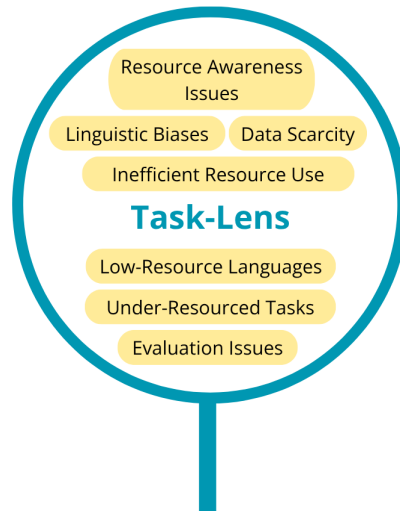 Resource Awareness
Issues
Linguistic Biases
Data Scarcity
Inefficient Resource Use
Task-Lens
Low-Resource Languages
Under-Resourced Tasks
Evaluation Issues